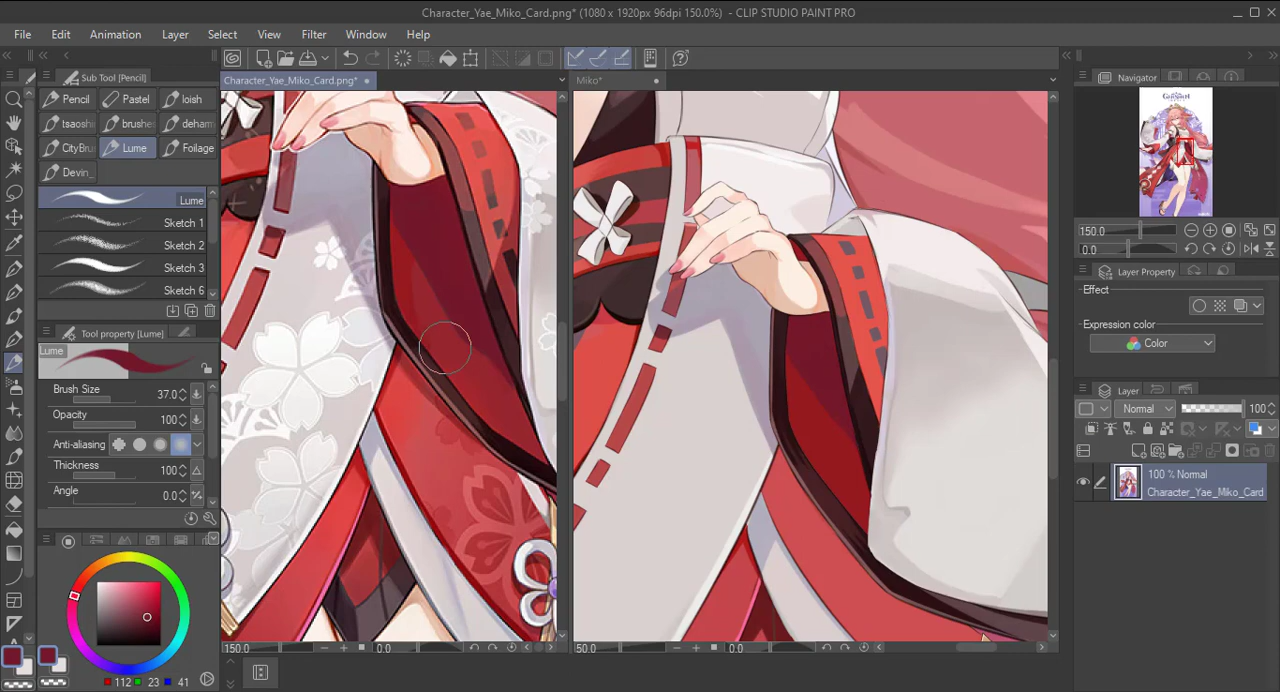 Character_Yae_Miko_Card.png* (1080 x 1920px 96dpi 150.0%) - CLIP STUDIO PAINT PRO
File Edit Animation Layer Select View Filter Window Help
Sub Tool [Pencil]
Character_Yae_Miko_Card.png*
Miko*
Navigator
Pencil Pastel loish
tsaosh brushe deharm
CityBru Lume Foilage
Devin_
Lume
Sketch 1
Sketch 2
Sketch 3
Sketch 6
Tool property [Lume]
Lume
Brush Size 37.0
Opacity 100
Anti-aliasing
Thickness 100
Angle 0.0
112 23 41
150.0 0.0
50.0 0.0
150.0
0.0
Layer Property
Effect
Expression color
Color
Layer
Normal 100
100 % Normal
Character_Yae_Miko_Card